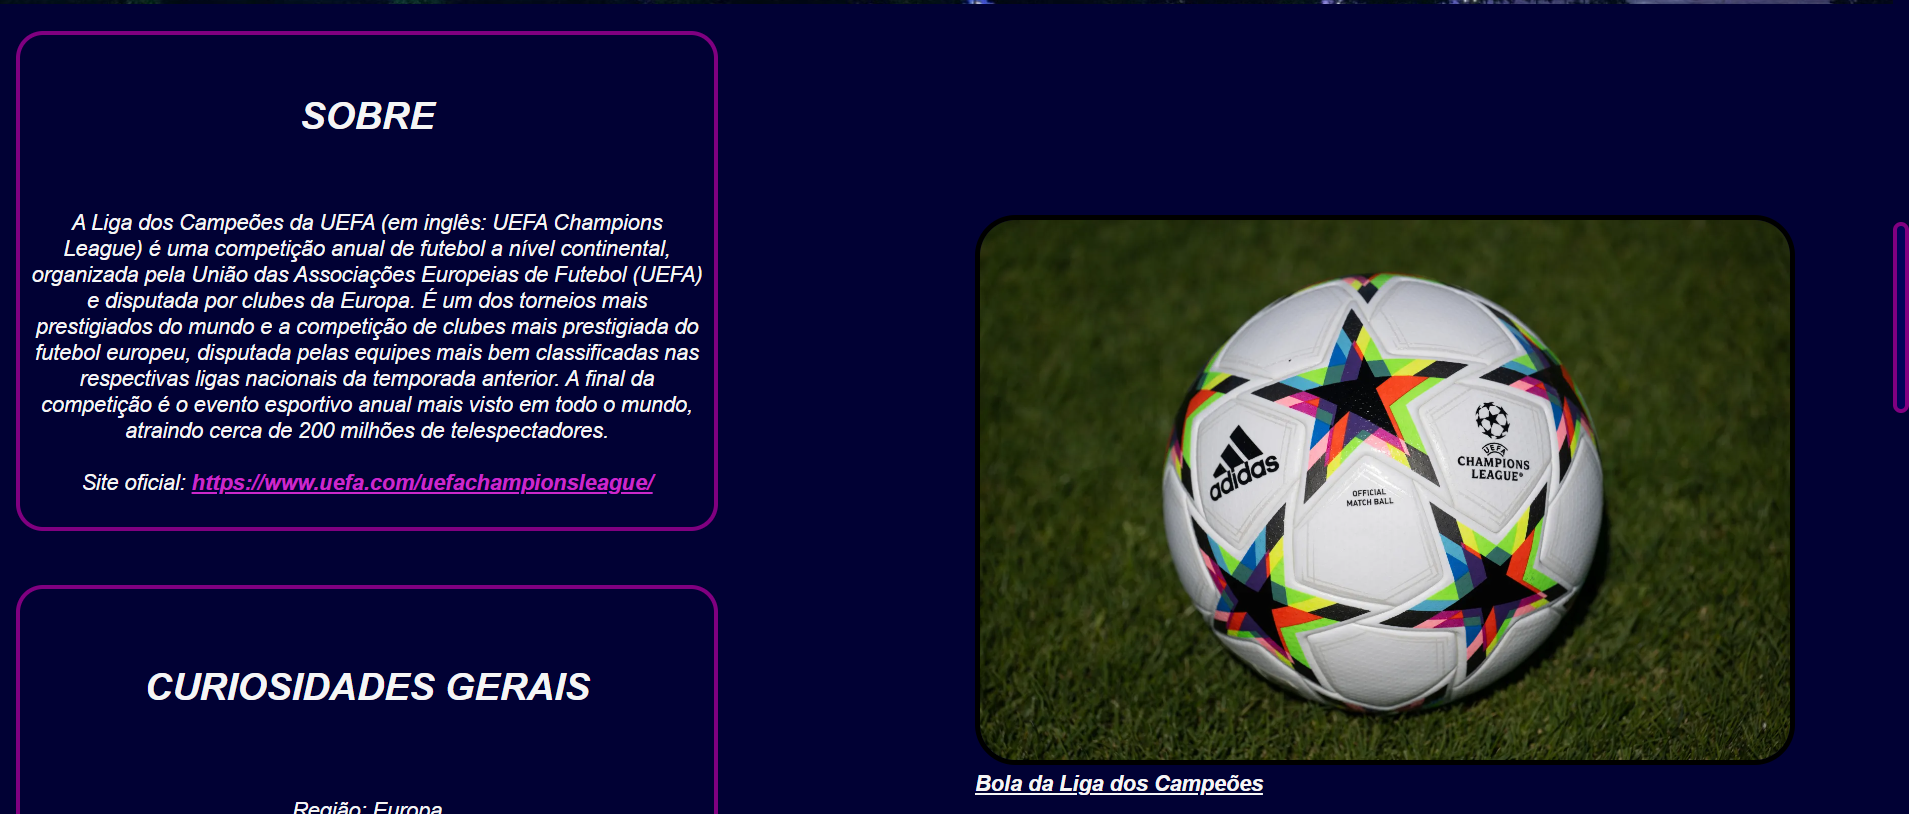 SOBRE
A Liga dos Campeões da UEFA (em inglês: UEFA Champions
League) é uma competição anual de futebol a nível continental,
organizada pela União das Associações Europeias de Futebol (UEFA)
e disputada por clubes da Europa. É um dos torneios mais
prestigiados do mundo e a competição de clubes mais prestigiada do
futebol europeu, disputada pelas equipes mais bem classificadas nas
respectivas ligas nacionais da temporada anterior. A final da
competição é o evento esportivo anual mais visto em todo o mundo,
atraindo cerca de 200 milhões de telespectadores.
Site oficial: https://www.uefa.com/uefachampionsleague/
CURIOSIDADES GERAIS
Região: Europa
adidas
OFFICIAL
MATCH BALL
UEFA
CHAMPIONS
LEAGUE®
Bola da Liga dos Campeões